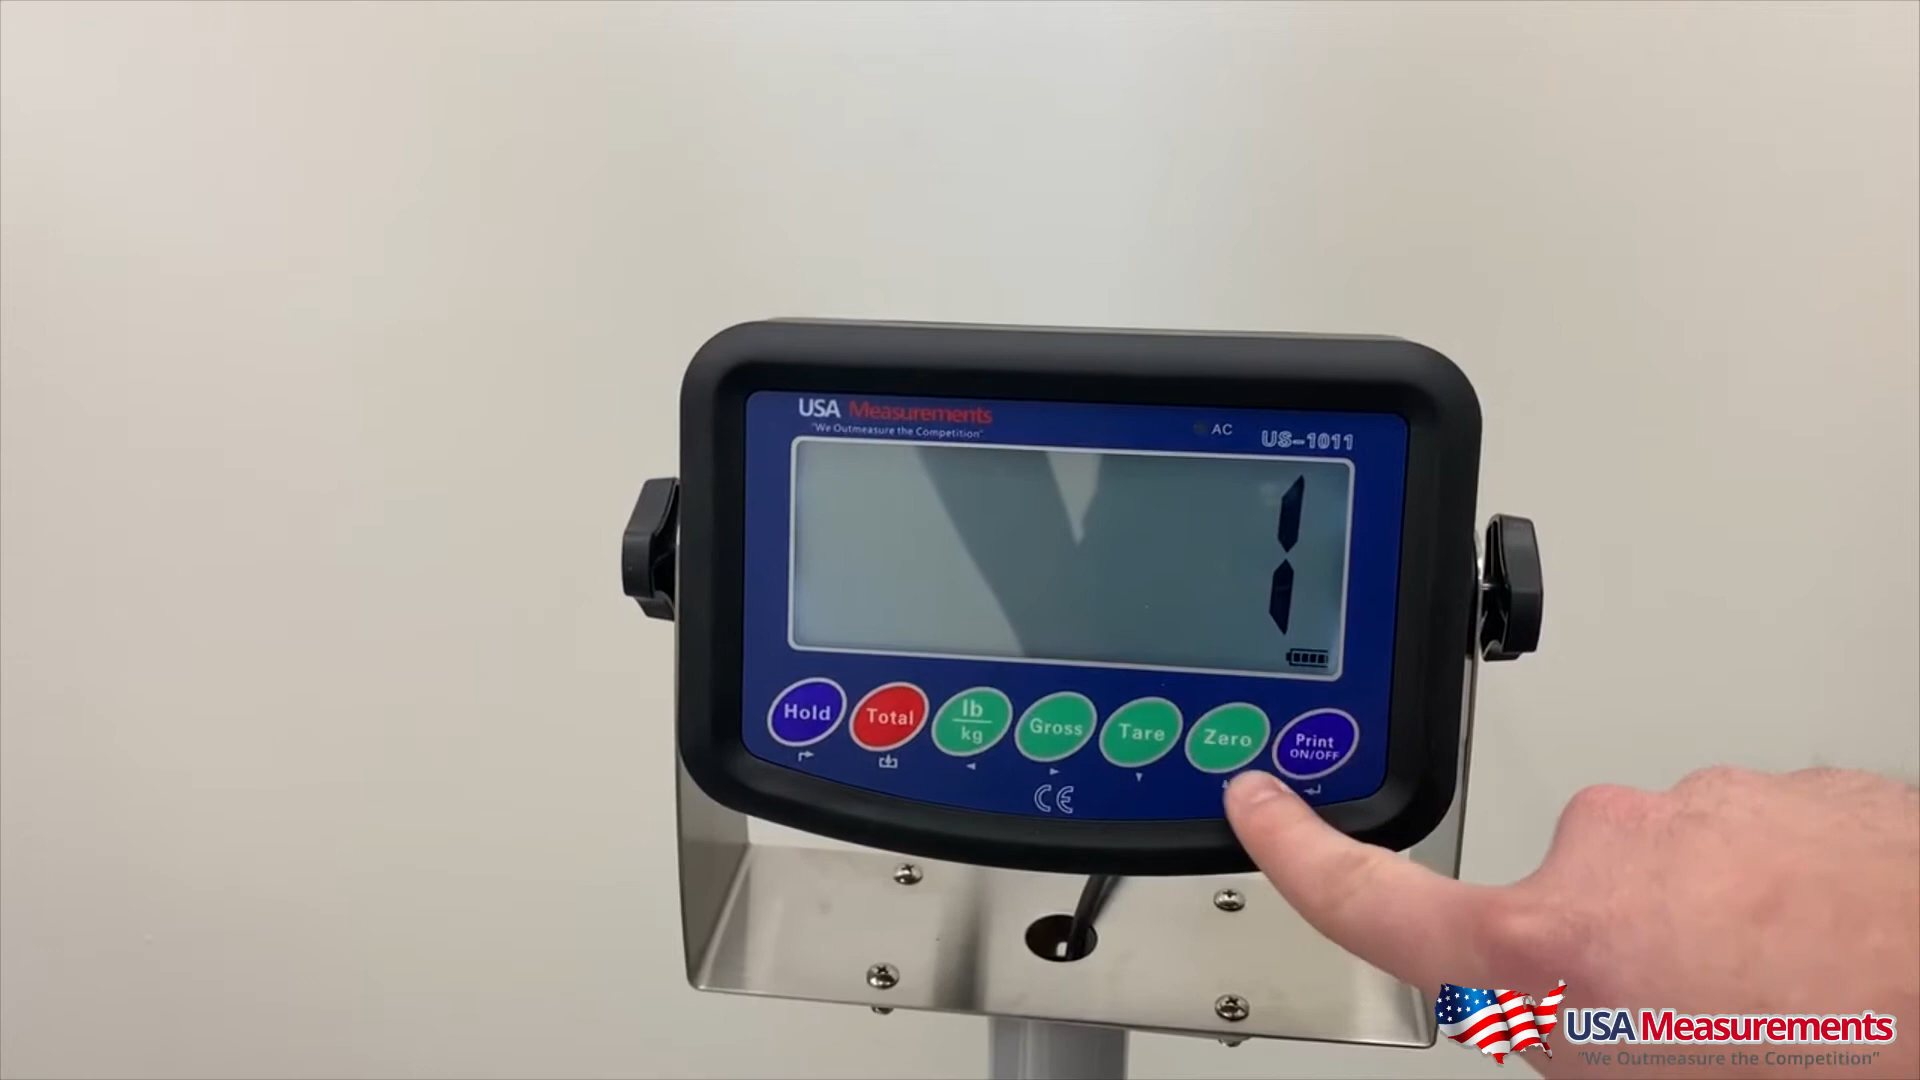 USA Measurements
"We Outmeasure the Competition"
AC
US-1011
1
Hold
Total
lb
kg
Gross
Tare
Zero
Print
ON/OFF
CE
USA Measurements
"We Outmeasure the Competition"